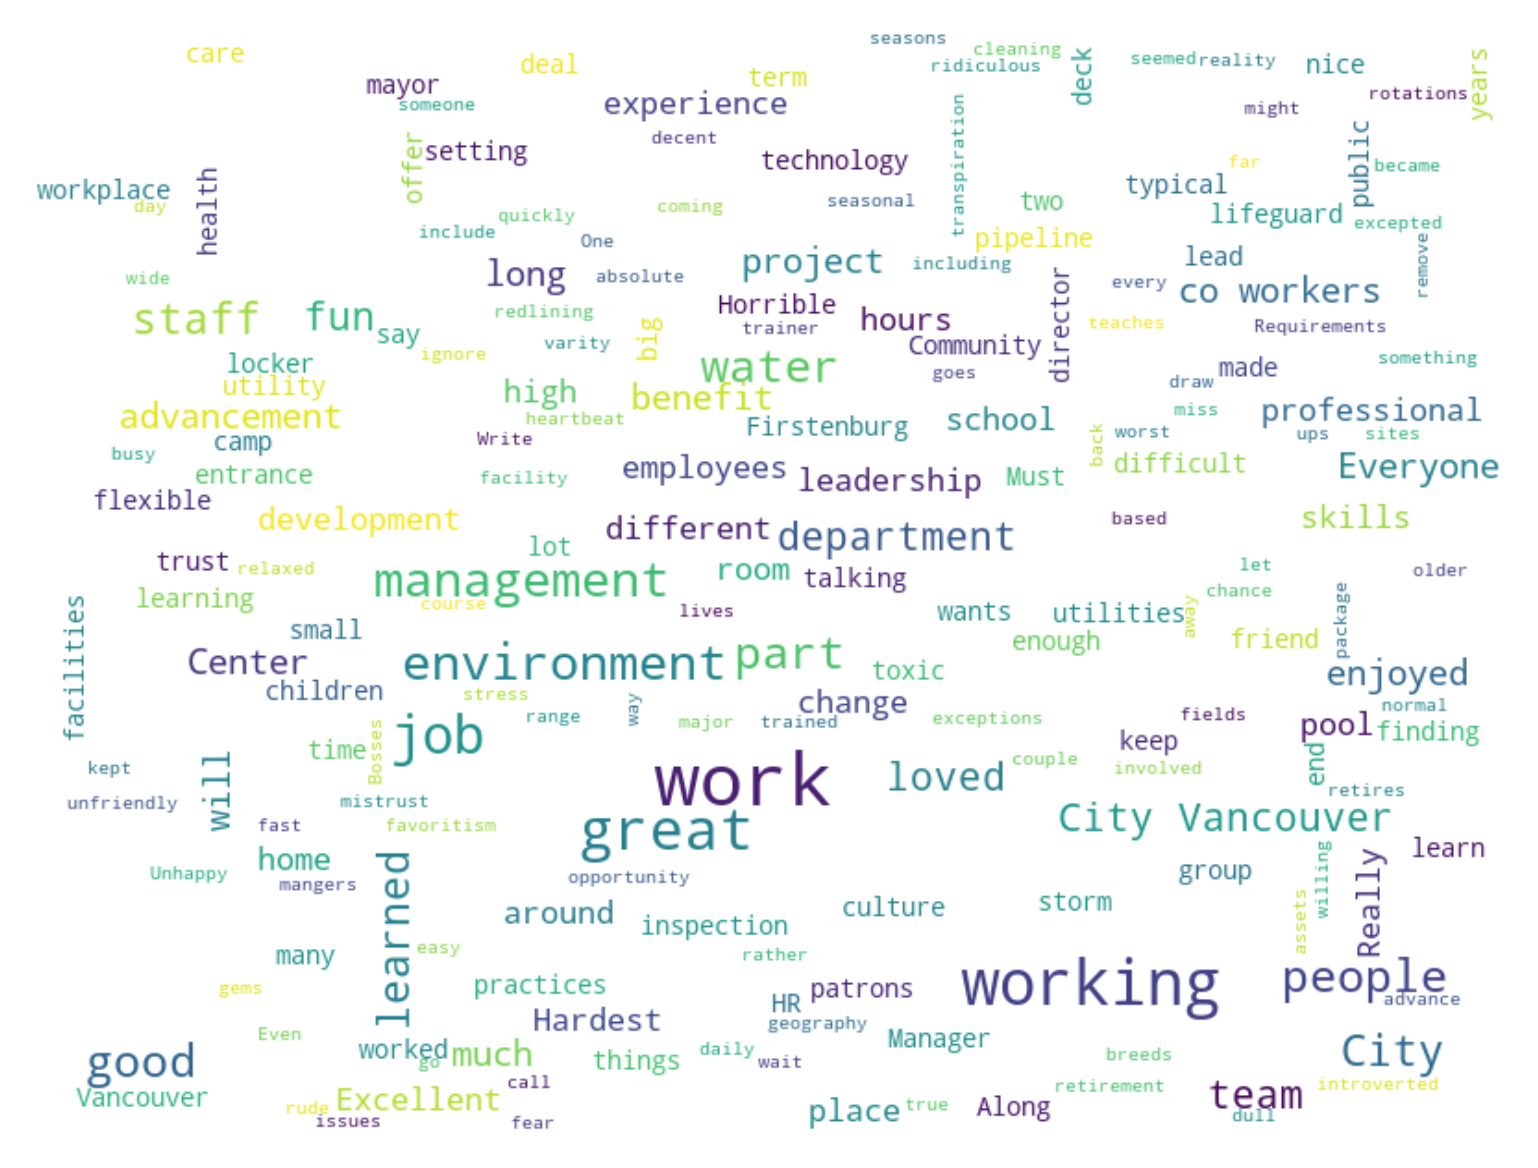 seasons
care
cleaning
deal
ridiculous
seemed
reality
nice
mayor
term
deck
years
someone
experience
rotations
might
decent
setting
technology
transpiration
public
far
became
offer
workplace
health
typical
day
quickly
coming
seasonal
two
lifeguard
excepted
include
One
pipeline
wide
long
absolute
project
including
lead
remove
every
co workers
staff
fun
say
redlining
Horrible
hours
director
teaches
Requirements
trainer
big
varity
Community
locker
ignore
something
utility
water
goes
made
draw
high
benefit
advancement
heartbeat
Firstenburg
school
miss
professional
camp
Write
back
worst
ups
sites
busy
entrance
facility
employees
leadership
Must
difficult
Everyone
flexible
development
different
department
based
skills
trust
lot
relaxed
management
room
talking
let
older
learning
course
lives
wants
utilities
away
chance
package
facilities
small
enough
friend
Center
environment
part
toxic
enjoyed
children
stress
range
way
change
major
trained
exceptions
fields
normal
job
time
Bosses
pool
finding
keep
end
kept
will
work
loved
couple
involved
retires
unfriendly
mistrust
fast
favoritism
great
City Vancouver
home
Unhappy
mangers
learned
opportunity
group
willing
Really
learn
around
culture
storm
assets
inspection
many
easy
rather
gems
practices
HR
patrons
working
people
advance
Even
Hardest
geography
good
worked
go
much
things
daily
wait
Manager
breeds
City
Vancouver
call
retirement
introverted
rude
Excellent
issues
fear
place
true
Along
team
dull